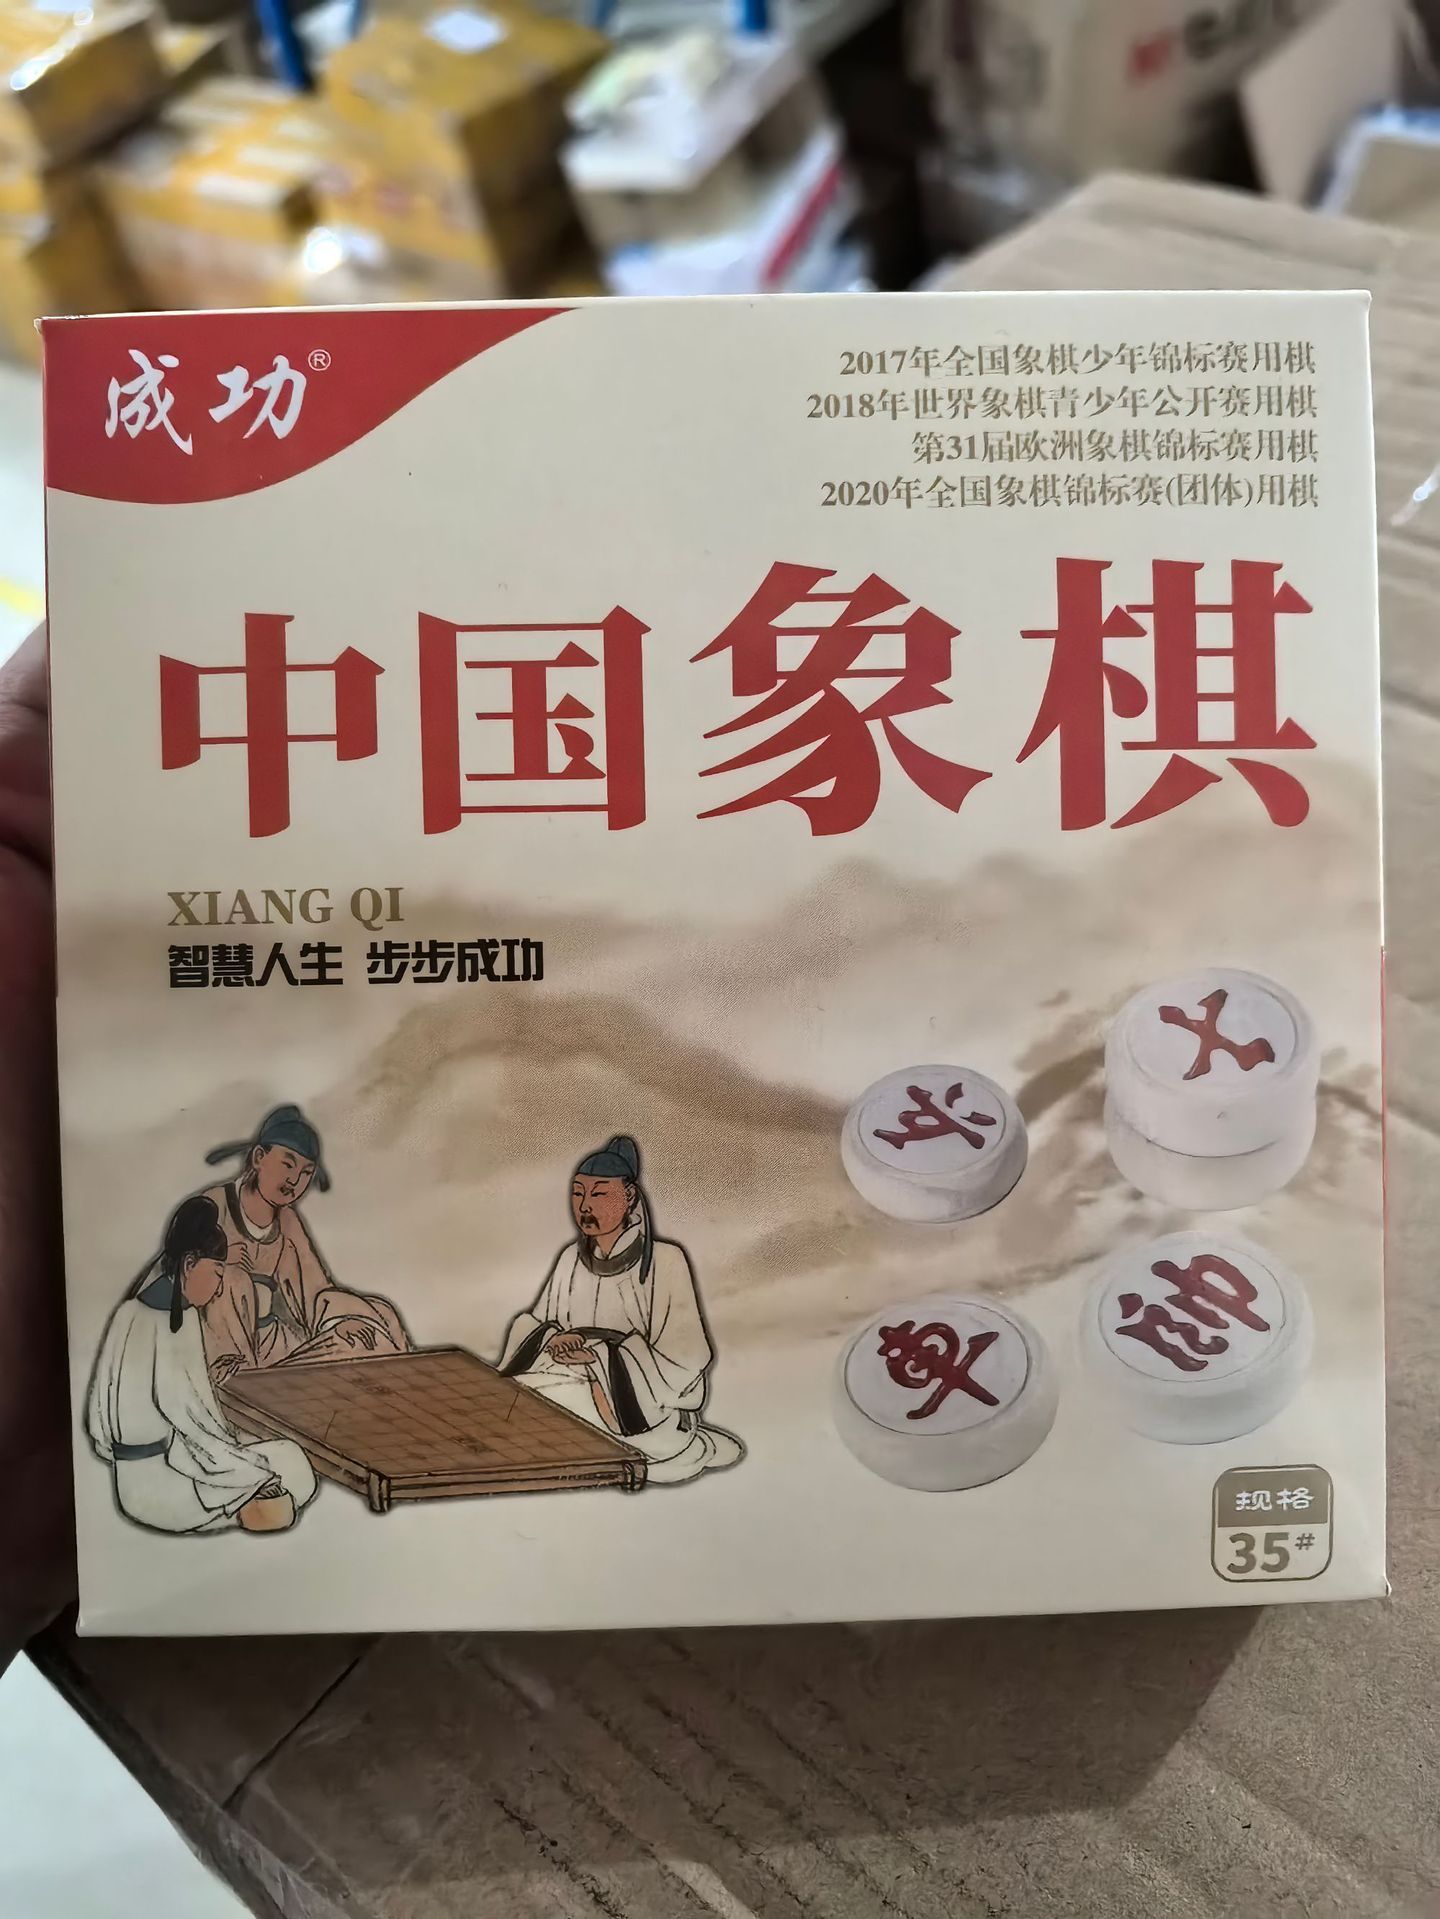 成功®
2017年全国象棋少年锦标赛用棋
2018年世界象棋青少年公开赛用棋
第31届欧洲象棋锦标赛用棋
2020年全国象棋锦标赛(团体)用棋
中国象棋
XIANG QI
智慧人生 步步成功
规格
35#